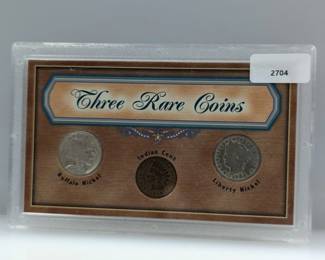 2704
Three Rare Coins
Indian Cent
Buffalo Nickel
Liberty Nickel